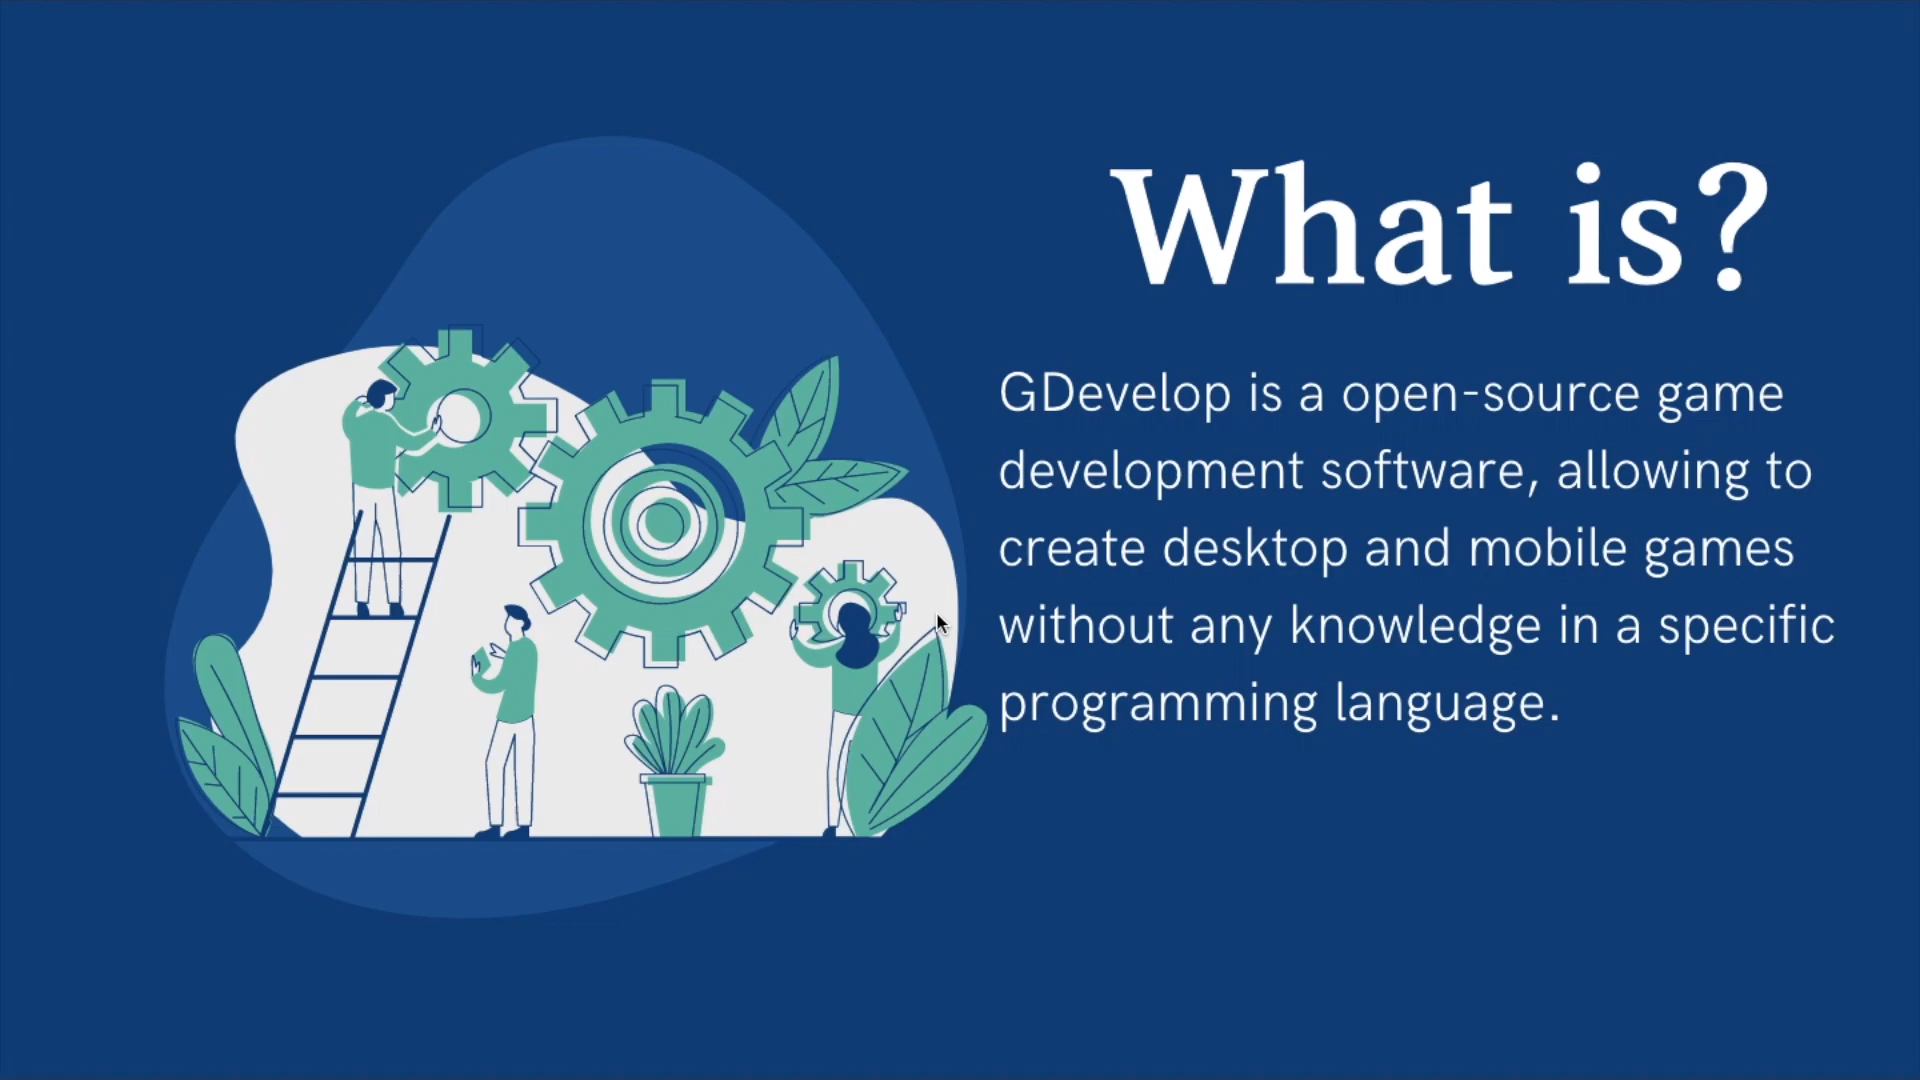 What is?
GDevelop is a open-source game
development software, allowing to
create desktop and mobile games
without any knowledge in a specific
programming language.